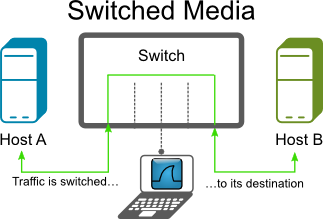 Switched Media
Switch
Host A
Host B
Traffic is switched...
...to its destination